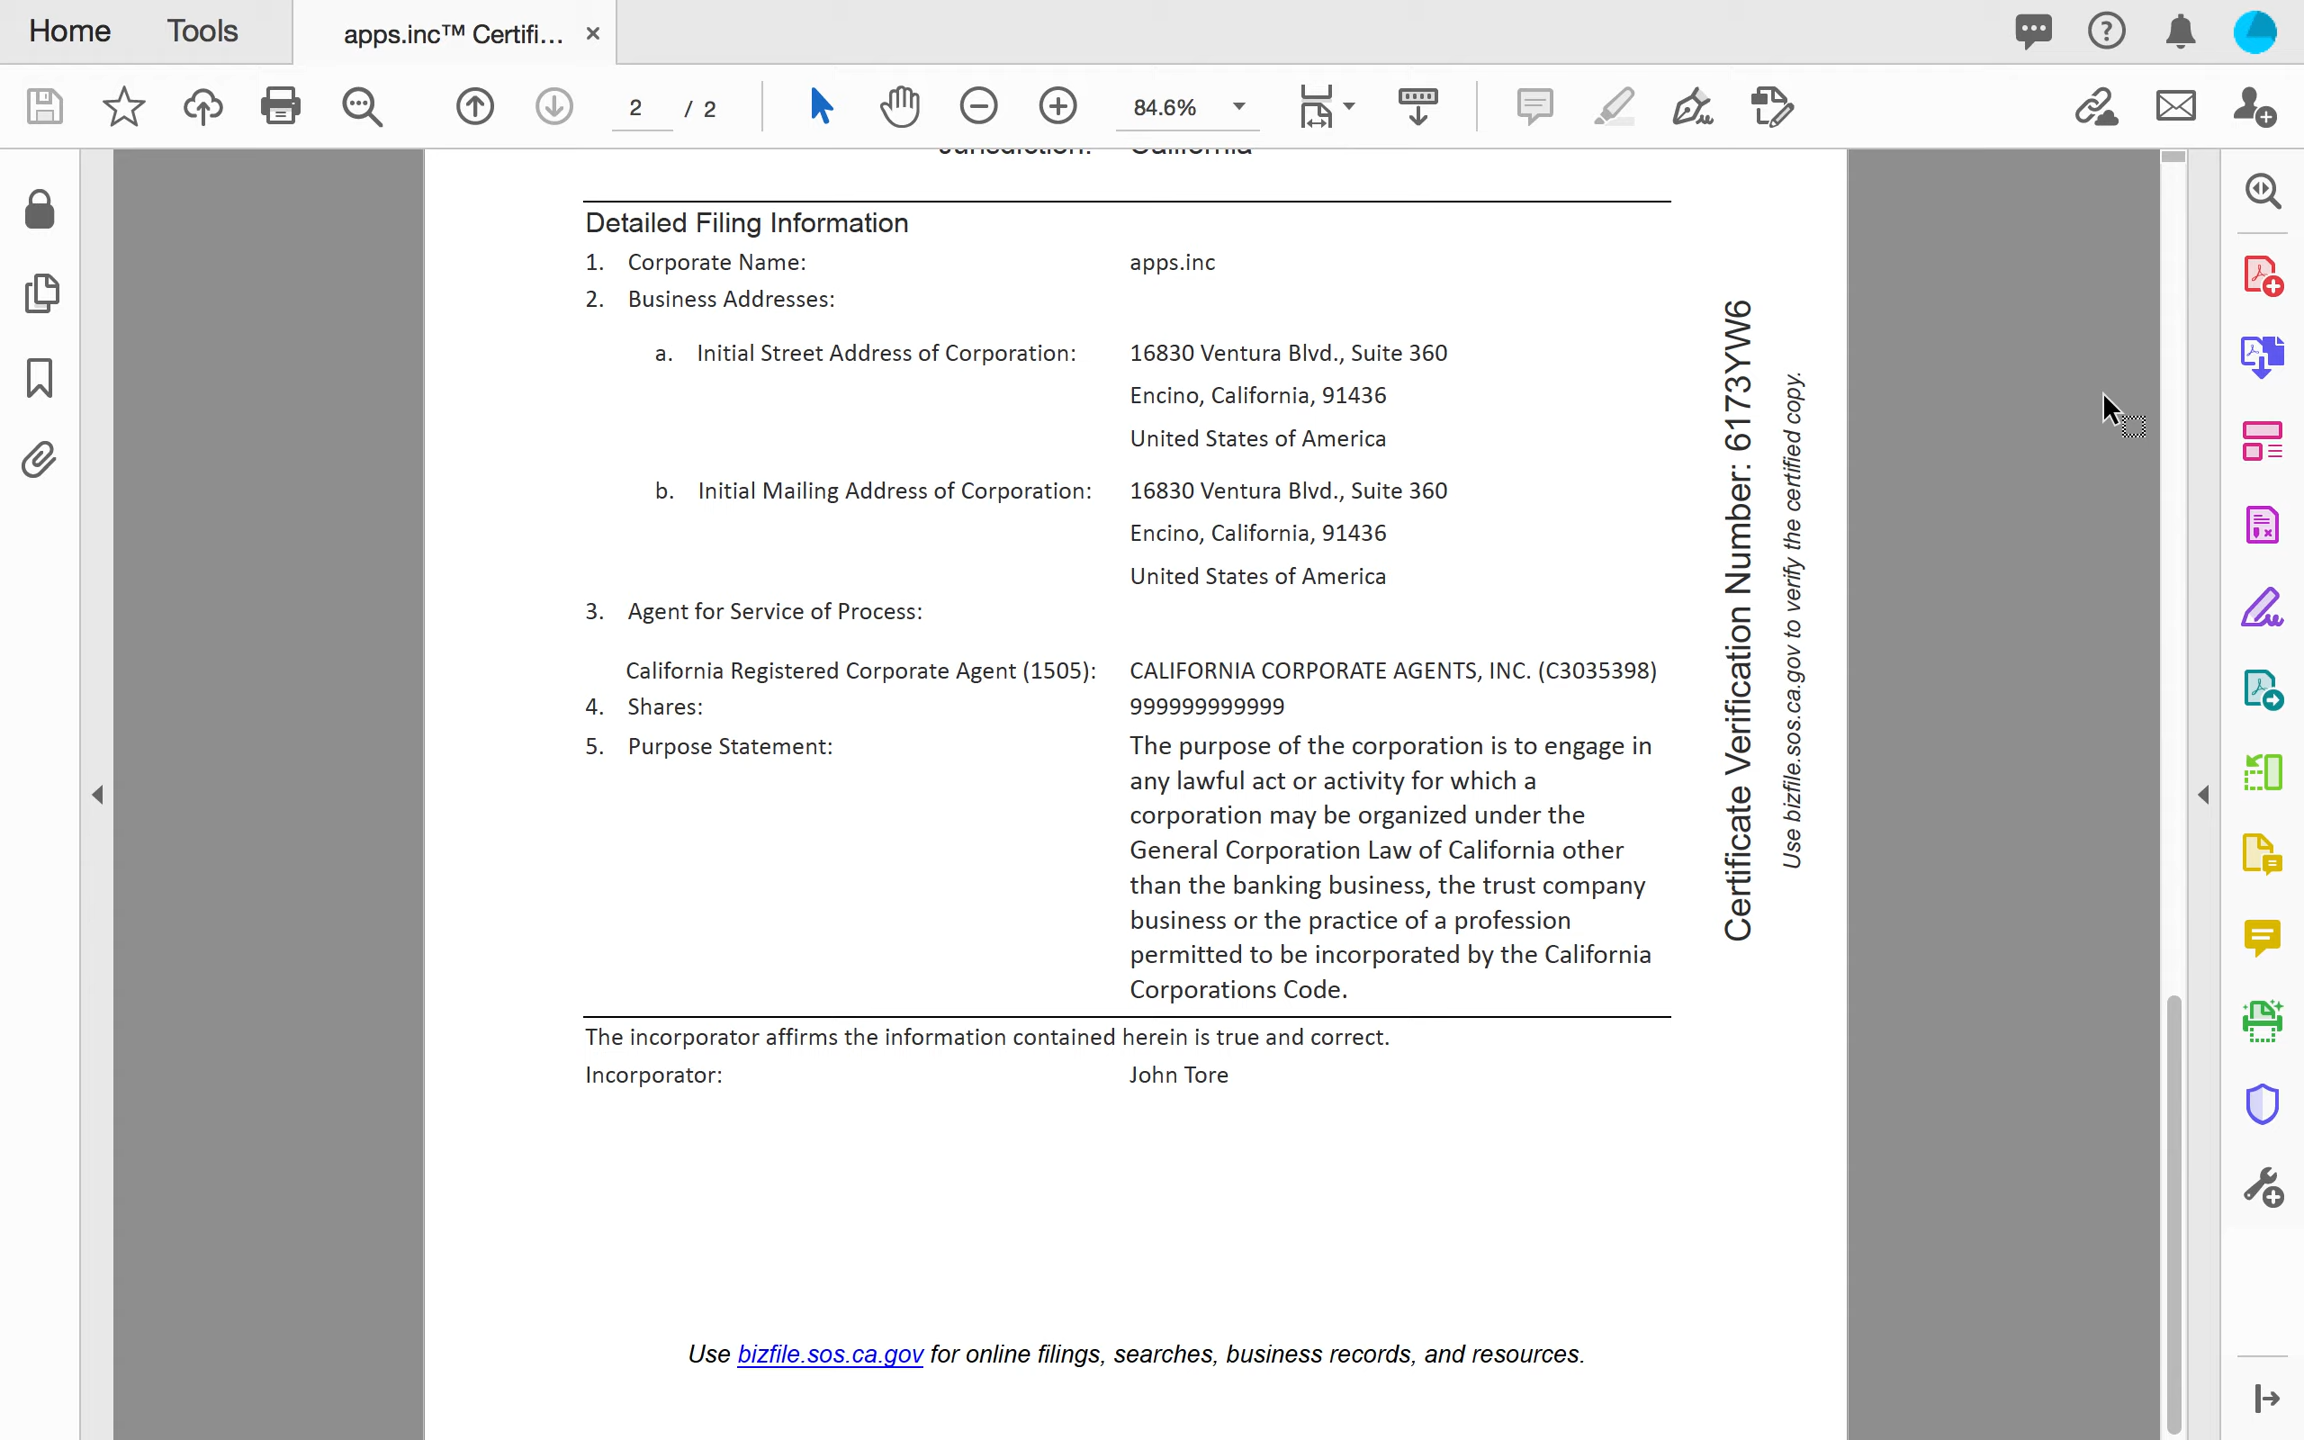 Home
Tools
apps.inc™ Certifi...
2 / 2
84.6%
Jurisdiction: California
Detailed Filing Information
1. Corporate Name: apps.inc
2. Business Addresses:
a. Initial Street Address of Corporation: 16830 Ventura Blvd., Suite 360
Encino, California, 91436
United States of America
b. Initial Mailing Address of Corporation: 16830 Ventura Blvd., Suite 360
Encino, California, 91436
United States of America
3. Agent for Service of Process:
California Registered Corporate Agent (1505): CALIFORNIA CORPORATE AGENTS, INC. (C3035398)
4. Shares: 999999999999
5. Purpose Statement: The purpose of the corporation is to engage in
any lawful act or activity for which a
corporation may be organized under the
General Corporation Law of California other
than the banking business, the trust company
business or the practice of a profession
permitted to be incorporated by the California
Corporations Code.
The incorporator affirms the information contained herein is true and correct.
Incorporator: John Tore
Use bizfile.sos.ca.gov for online filings, searches, business records, and resources.
Certificate Verification Number: 6173YW6
Use bizfile.sos.ca.gov to verify the certified copy.